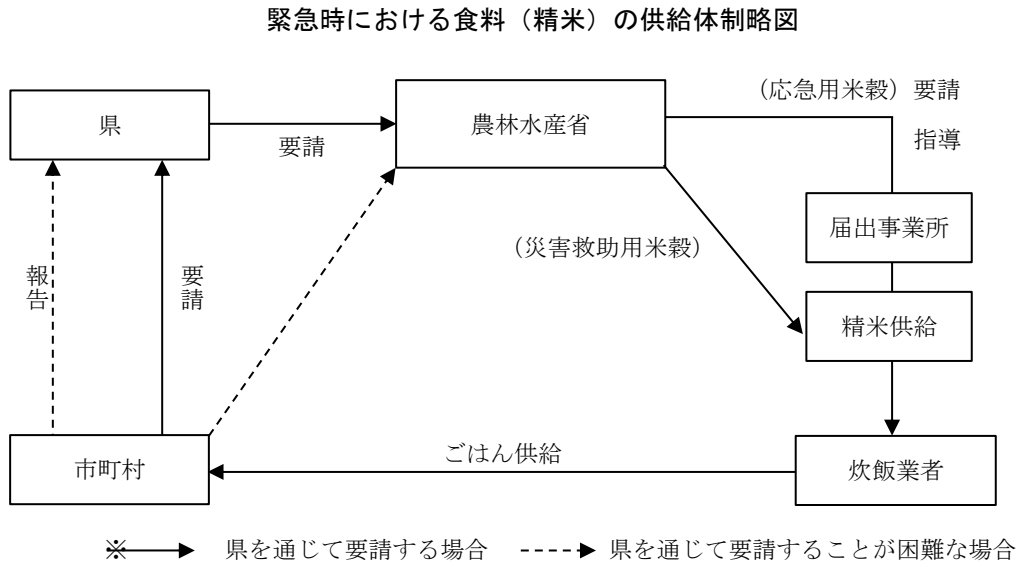 緊急時における食料（精米）の供給体制略図
県
要請
農林水産省
（応急用米穀）要請
指導
届出事業所
（災害救助用米穀）
精米供給
報告
要請
市町村
ごはん供給
炊飯業者
※ 県を通じて要請する場合 県を通じて要請することが困難な場合